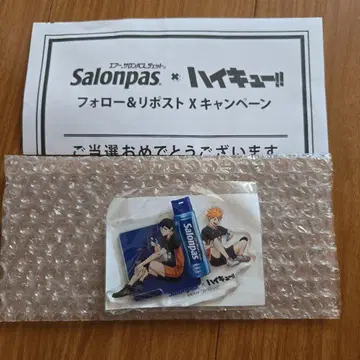 エアー®サロンパス®ジェットα
Salonpas® × ハイキュー!!
フォロー&リポスト X キャンペーン
ご当選おめでとうございます
Salonpas
ハイキュー!!